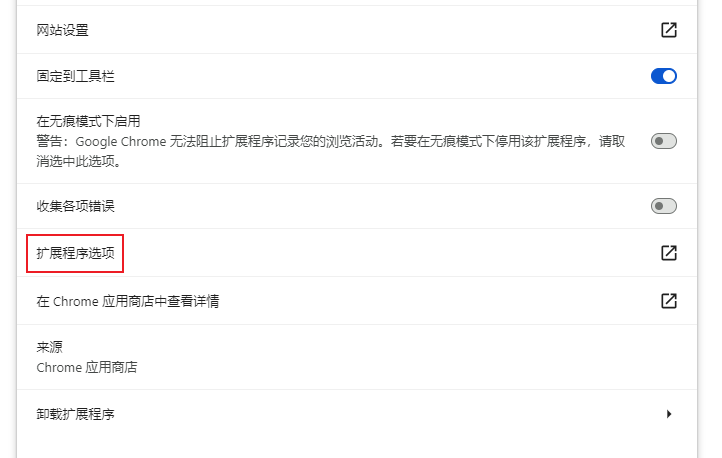 网站设置
固定到工具栏
在无痕模式下启用
警告：Google Chrome 无法阻止扩展程序记录您的浏览活动。若要在无痕模式下停用该扩展程序，请取
消选中此选项。
收集各项错误
扩展程序选项
在 Chrome 应用商店中查看详情
来源
Chrome 应用商店
卸载扩展程序